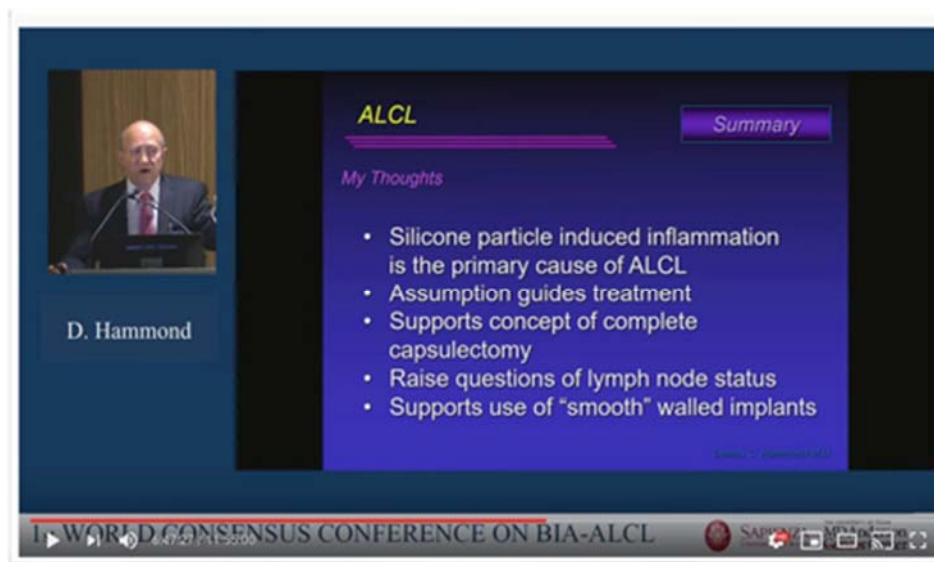 ALCL
Summary
My Thoughts
• Silicone particle induced inflammation
is the primary cause of ALCL
• Assumption guides treatment
• Supports concept of complete
capsulectomy
• Raise questions of lymph node status
• Supports use of “smooth” walled implants
D. Hammond
WORLD CONSENSUS CONFERENCE ON BIA-ALCL